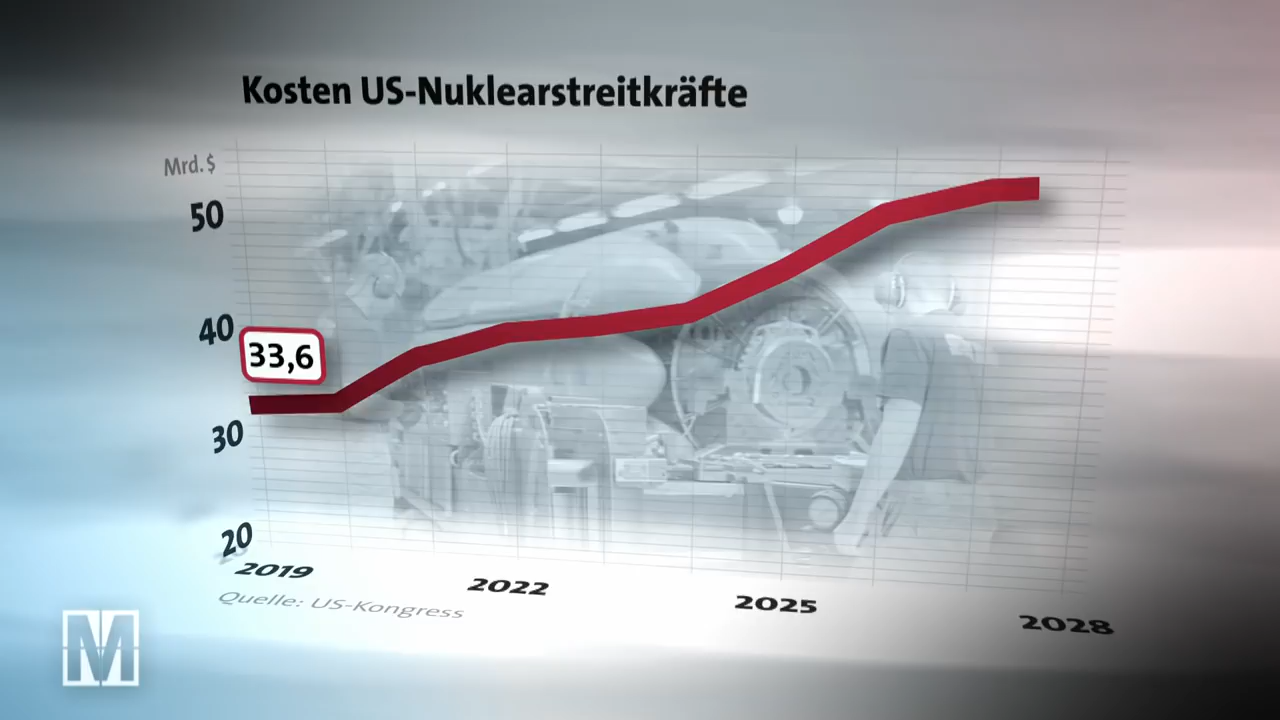 Kosten US-Nuklearstreitkräfte
Mrd. $
50
40
33,6
30
20
2019
2022
2025
2028
Quelle: US-Kongress
M